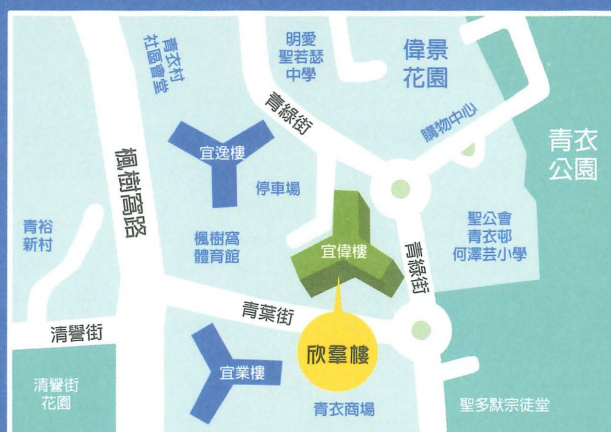 青衣村
社區會堂
明愛
聖若瑟
中學
偉景
花園
青綠街
購物中心
青衣
公園
楓樹窩路
宜逸樓
停車場
青裕
新村
楓樹窩
體育館
宜偉樓
青綠街
聖公會
青衣邨
何澤芸小學
清譽街
青葉街
欣羣樓
清譽街
花園
宜業樓
青衣商場
聖多默宗徒堂